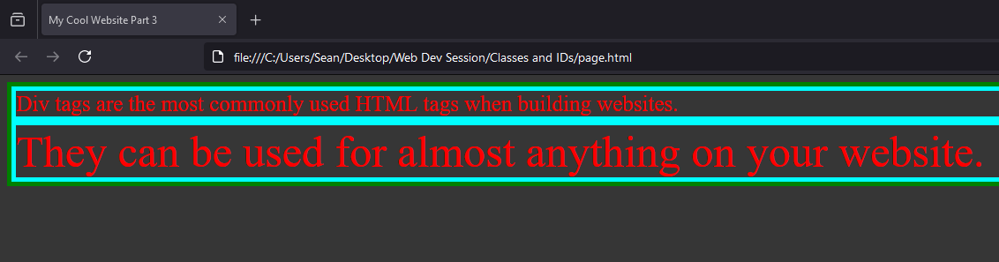 My Cool Website Part 3
file:///C:/Users/Sean/Desktop/Web Dev Session/Classes and IDs/page.html
Div tags are the most commonly used HTML tags when building websites.
They can be used for almost anything on your website.